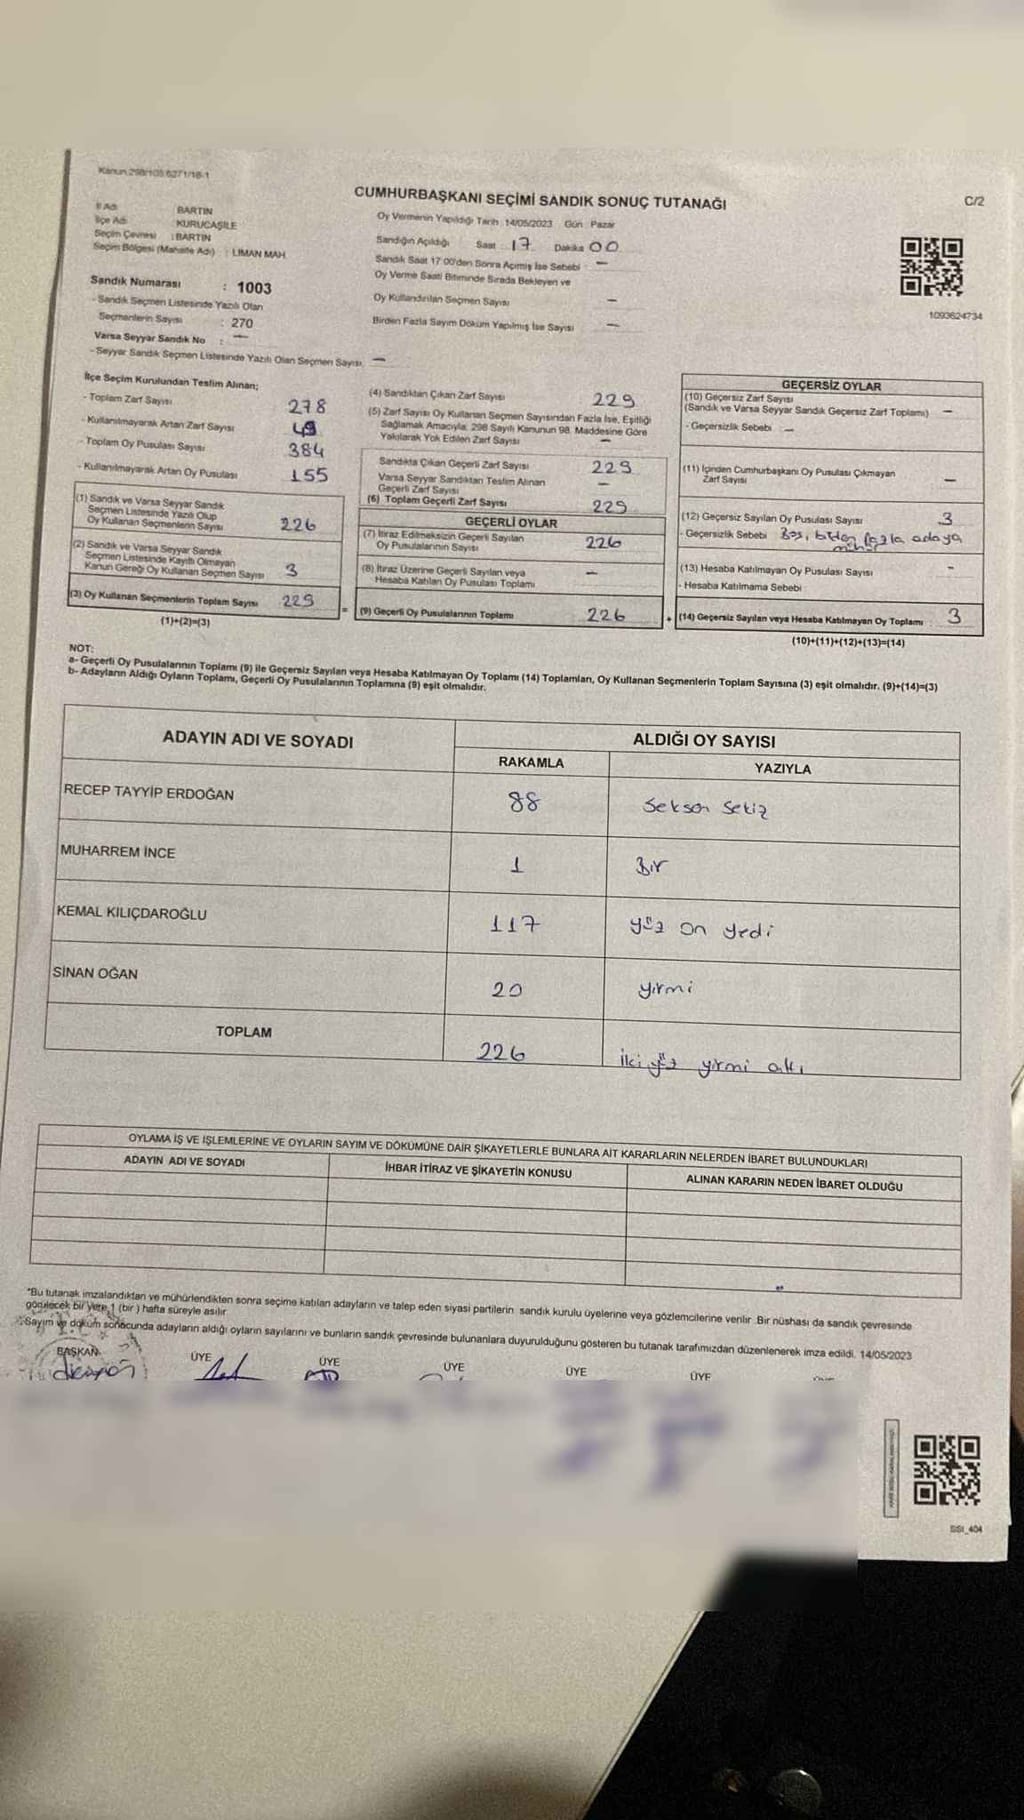 Kanun:298/105;6271/18-1
CUMHURBAŞKANI SEÇİMİ SANDIK SONUÇ TUTANAĞI
C/2
İl Adı : BARTIN
İlçe Adı : KURUCAŞİLE
Seçim Çevresi : BARTIN
Seçim Bölgesi (Mahalle Adı) : LİMAN MAH.
Oy Vermenin Yapıldığı Tarih: 14/05/2023 Gün: Pazar
Sandığın Açıldığı Saat 17 Dakika 00
Sandık Saat 17:00'den Sonra Açılmış İse Sebebi : —
Oy Verme Saati Bitiminde Sırada Bekleyen ve
Oy Kullandırılan Seçmen Sayısı —
Birden Fazla Sayım Döküm Yapılmış İse Sayısı —
1093624734
Sandık Numarası : 1003
- Sandık Seçmen Listesinde Yazılı Olan
Seçmenlerin Sayısı : 270
Varsa Seyyar Sandık No : —
- Seyyar Sandık Seçmen Listesinde Yazılı Olan Seçmen Sayısı —
İlçe Seçim Kurulundan Teslim Alınan;
- Toplam Zarf Sayısı 278
- Kullanılmayarak Artan Zarf Sayısı 49
- Toplam Oy Pusulası Sayısı 384
- Kullanılmayarak Artan Oy Pusulası 155
(1) Sandık ve Varsa Seyyar Sandık
Seçmen Listesinde Yazılı Olup
Oy Kullanan Seçmenlerin Sayısı 226
(2) Sandık ve Varsa Seyyar Sandık
Seçmen Listesinde Kayıtlı Olmayan
Kanun Gereği Oy Kullanan Seçmen Sayısı 3
(3) Oy Kullanan Seçmenlerin Toplam Sayısı 229
(1)+(2)=(3)
(4) Sandıktan Çıkan Zarf Sayısı 229
(5) Zarf Sayısı Oy Kullanan Seçmen Sayısından Fazla İse, Eşitliği
Sağlamak Amacıyla; 298 Sayılı Kanunun 98. Maddesine Göre
Yakılarak Yok Edilen Zarf Sayısı —
Sandıkta Çıkan Geçerli Zarf Sayısı 229
Varsa Seyyar Sandıktan Teslim Alınan
Geçerli Zarf Sayısı —
(6) Toplam Geçerli Zarf Sayısı 229
GEÇERLİ OYLAR
(7) İtiraz Edilmeksizin Geçerli Sayılan
Oy Pusulalarının Sayısı 226
(8) İtiraz Üzerine Geçerli Sayılan veya
Hesaba Katılan Oy Pusulası Toplamı —
= (9) Geçerli Oy Pusulalarının Toplamı 226
GEÇERSİZ OYLAR
(10) Geçersiz Zarf Sayısı
(Sandık ve Varsa Seyyar Sandık Geçersiz Zarf Toplamı) —
- Geçersizlik Sebebi : —
(11) İçinden Cumhurbaşkanı Oy Pusulası Çıkmayan
Zarf Sayısı —
(12) Geçersiz Sayılan Oy Pusulası Sayısı 3
- Geçersizlik Sebebi Boş, birden fazla adaya
mühür
(13) Hesaba Katılmayan Oy Pusulası Sayısı -
- Hesaba Katılmama Sebebi
+ (14) Geçersiz Sayılan veya Hesaba Katılmayan Oy Toplamı 3
(10)+(11)+(12)+(13)=(14)
NOT:
a- Geçerli Oy Pusulalarının Toplamı (9) ile Geçersiz Sayılan veya Hesaba Katılmayan Oy Toplamı (14) Toplamları, Oy Kullanan Seçmenlerin Toplam Sayısına (3) eşit olmalıdır. (9)+(14)=(3)
b- Adayların Aldığı Oyların Toplamı, Geçerli Oy Pusulalarının Toplamına (9) eşit olmalıdır.
ADAYIN ADI VE SOYADI
ALDIĞI OY SAYISI
RAKAMLA YAZIYLA
RECEP TAYYİP ERDOĞAN 88 Seksen Sekiz
MUHARREM İNCE 1 Bir
KEMAL KILIÇDAROĞLU 117 yüz on yedi
SİNAN OĞAN 20 yirmi
TOPLAM 226 iki yüz yirmi altı
OYLAMA İŞ VE İŞLEMLERİNE VE OYLARIN SAYIM VE DÖKÜMÜNE DAİR ŞİKAYETLERLE BUNLARA AİT KARARLARIN NELERDEN İBARET BULUNDUKLARI
ADAYIN ADI VE SOYADI İHBAR İTİRAZ VE ŞİKAYETİN KONUSU ALINAN KARARIN NEDEN İBARET OLDUĞU
*Bu tutanak imzalandıktan ve mühürlendikten sonra seçime katılan adayların ve talep eden siyasi partilerin sandık kurulu üyelerine veya gözlemcilerine verilir. Bir nüshası da sandık çevresinde
görülecek bir yere 1 (bir ) hafta süreyle asılır.
Sayım ve döküm sonucunda adayların aldığı oyların sayılarını ve bunların sandık çevresinde bulunanlara duyurulduğunu gösteren bu tutanak tarafımızdan düzenlenerek imza edildi. 14/05/2023
BAŞKAN ÜYE ÜYE ÜYE ÜYE ÜYE
SSI_404